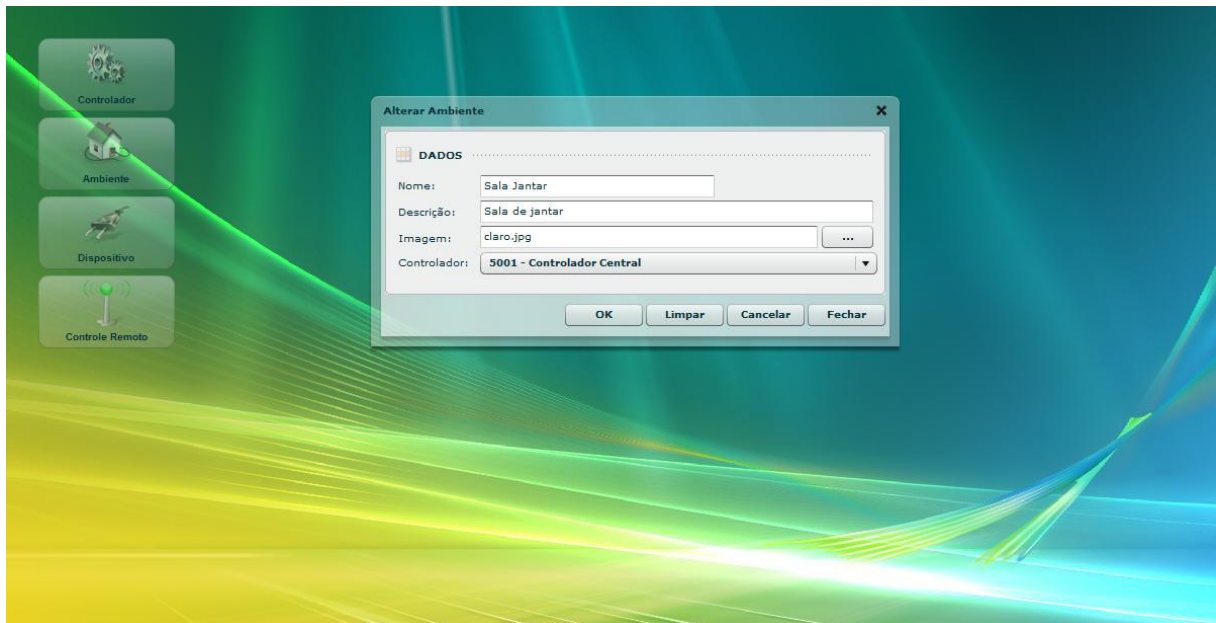 Controlador
Ambiente
Dispositivo
Controle Remoto
Alterar Ambiente
DADOS
Nome: Sala Jantar
Descrição: Sala de jantar
Imagem: claro.jpg ...
Controlador: 5001 - Controlador Central
OK Limpar Cancelar Fechar